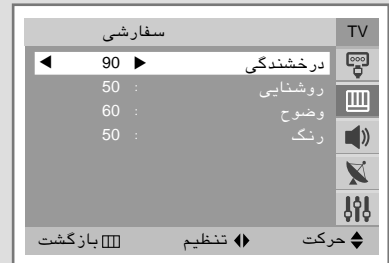 TV سفارشی
درخشندگی 90
روشنایی : 50
وضوح : 60
رنگ : 50
حرکت تنظیم بازگشت